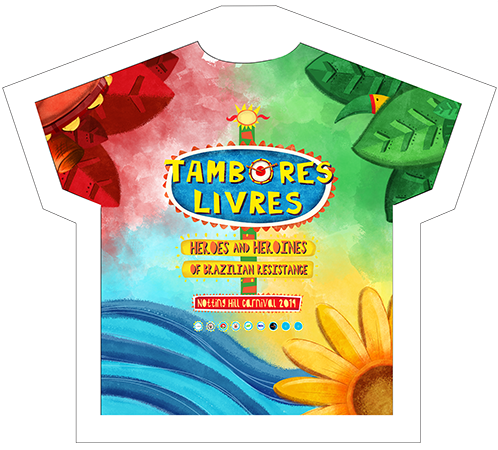 TAMBORES
LIVRES
HEROES AND HEROINES
OF BRAZILIAN RESISTANCE
Notting Hill Carnival 2019